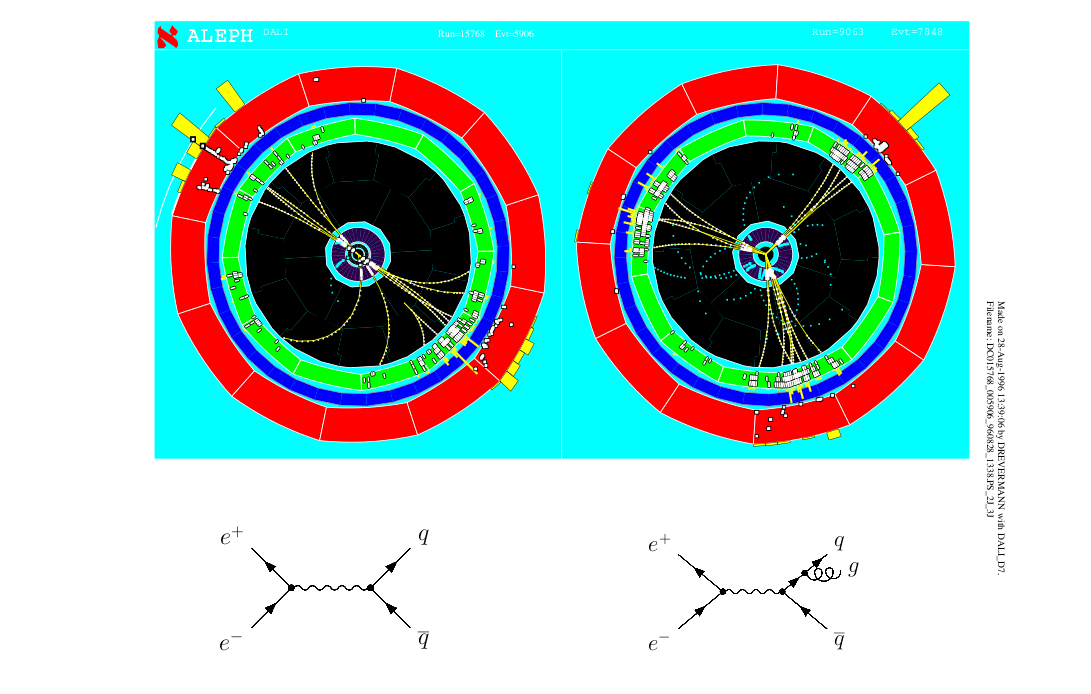 ALEPH DALI Run=15768 Evt=5906 Run=9063 Evt=7848
Made on 28-Aug-1996 13:39:06 by DREVERMANN with DALI_D7.
Filename: DC015768_005906_960828_1338.PS_2J_3J
e+ q
e− q̅
e+ q
g
e− q̅